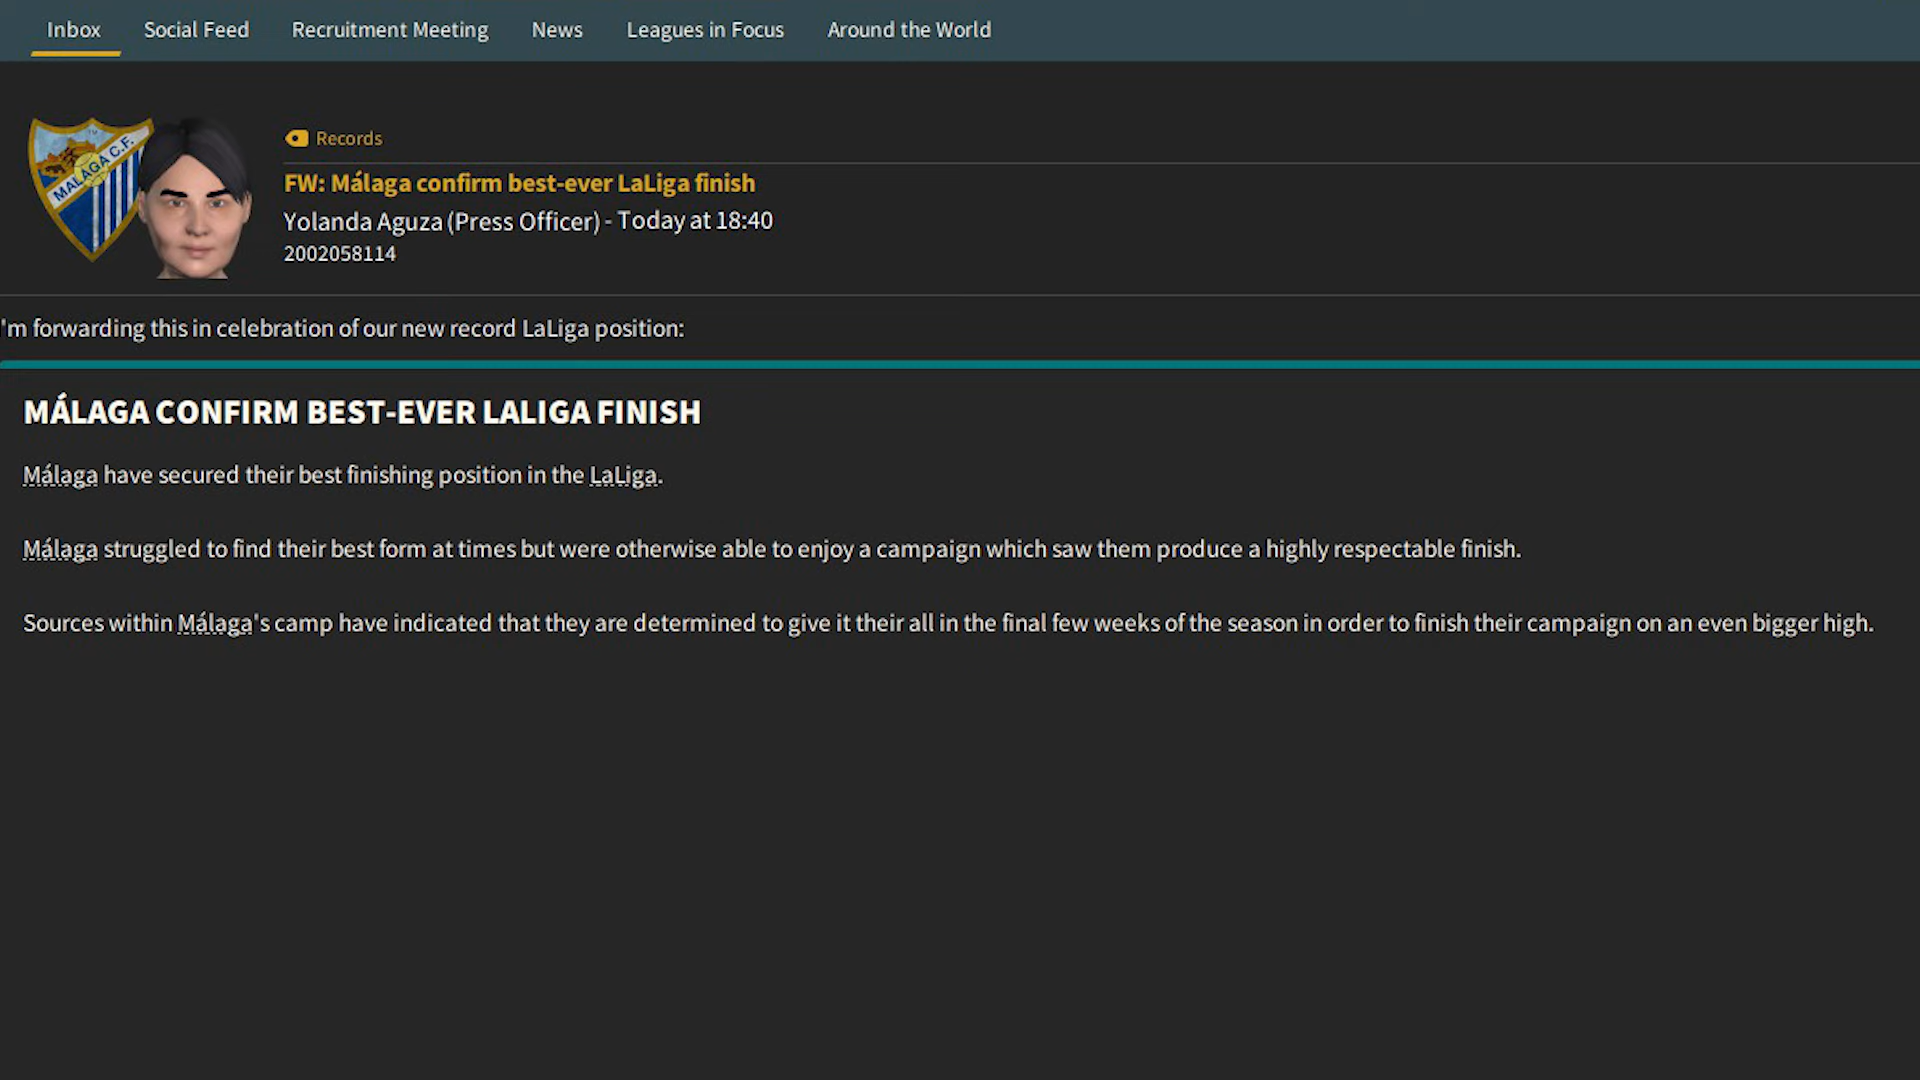 Inbox Social Feed Recruitment Meeting News Leagues in Focus Around the World
MALAGA C.F.
Records
FW: Málaga confirm best-ever LaLiga finish
Yolanda Aguza (Press Officer) - Today at 18:40
2002058114
'm forwarding this in celebration of our new record LaLiga position:
MÁLAGA CONFIRM BEST-EVER LALIGA FINISH
Málaga have secured their best finishing position in the LaLiga.
Málaga struggled to find their best form at times but were otherwise able to enjoy a campaign which saw them produce a highly respectable finish.
Sources within Málaga's camp have indicated that they are determined to give it their all in the final few weeks of the season in order to finish their campaign on an even bigger high.